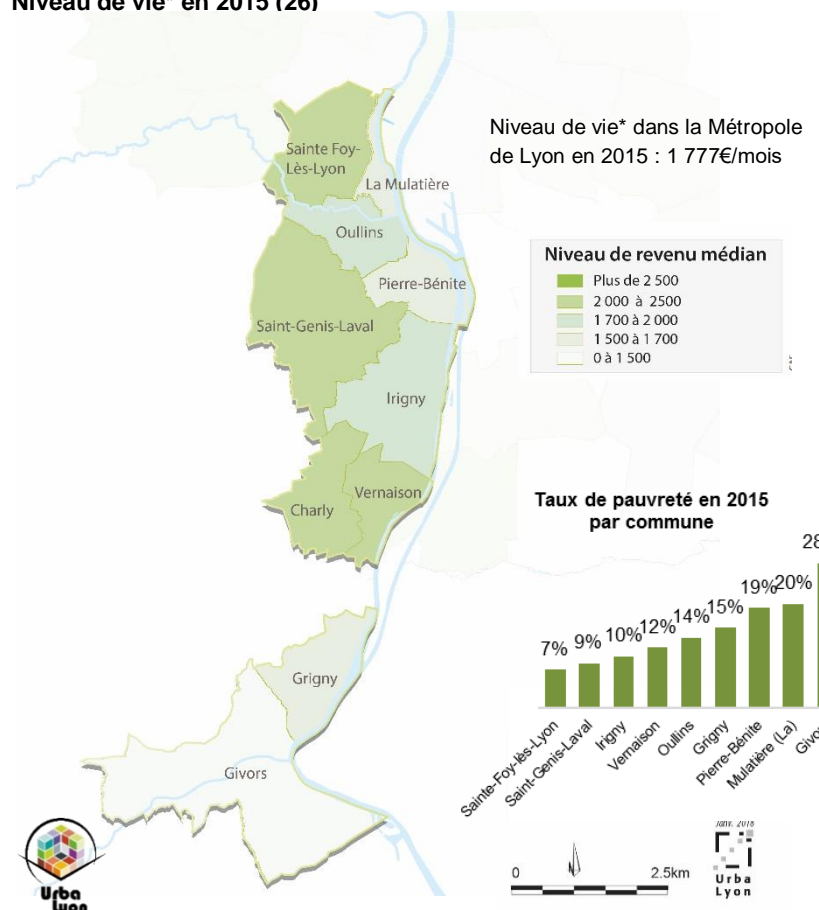 Niveau de vie* en 2015 (26)
Niveau de vie* dans la Métropole
de Lyon en 2015 : 1 777€/mois
Sainte Foy-
Lès-Lyon
La Mulatière
Oullins
Pierre-Bénite
Saint-Genis-Laval
Irigny
Vernaison
Charly
Grigny
Givors
Niveau de revenu médian
Plus de 2 500
2 000 à 2500
1 700 à 2 000
1 500 à 1 700
0 à 1 500
Taux de pauvreté en 2015
par commune
7%
9%
10%
12%
14%
15%
19%
20%
28
Sainte-Foy-lès-Lyon
Saint-Genis-Laval
Irigny
Vernaison
Oullins
Grigny
Pierre-Bénite
Mulatière (La)
Givor
Janv. 2018
0 2.5km
Urba
Lyon
Urba
Lyon